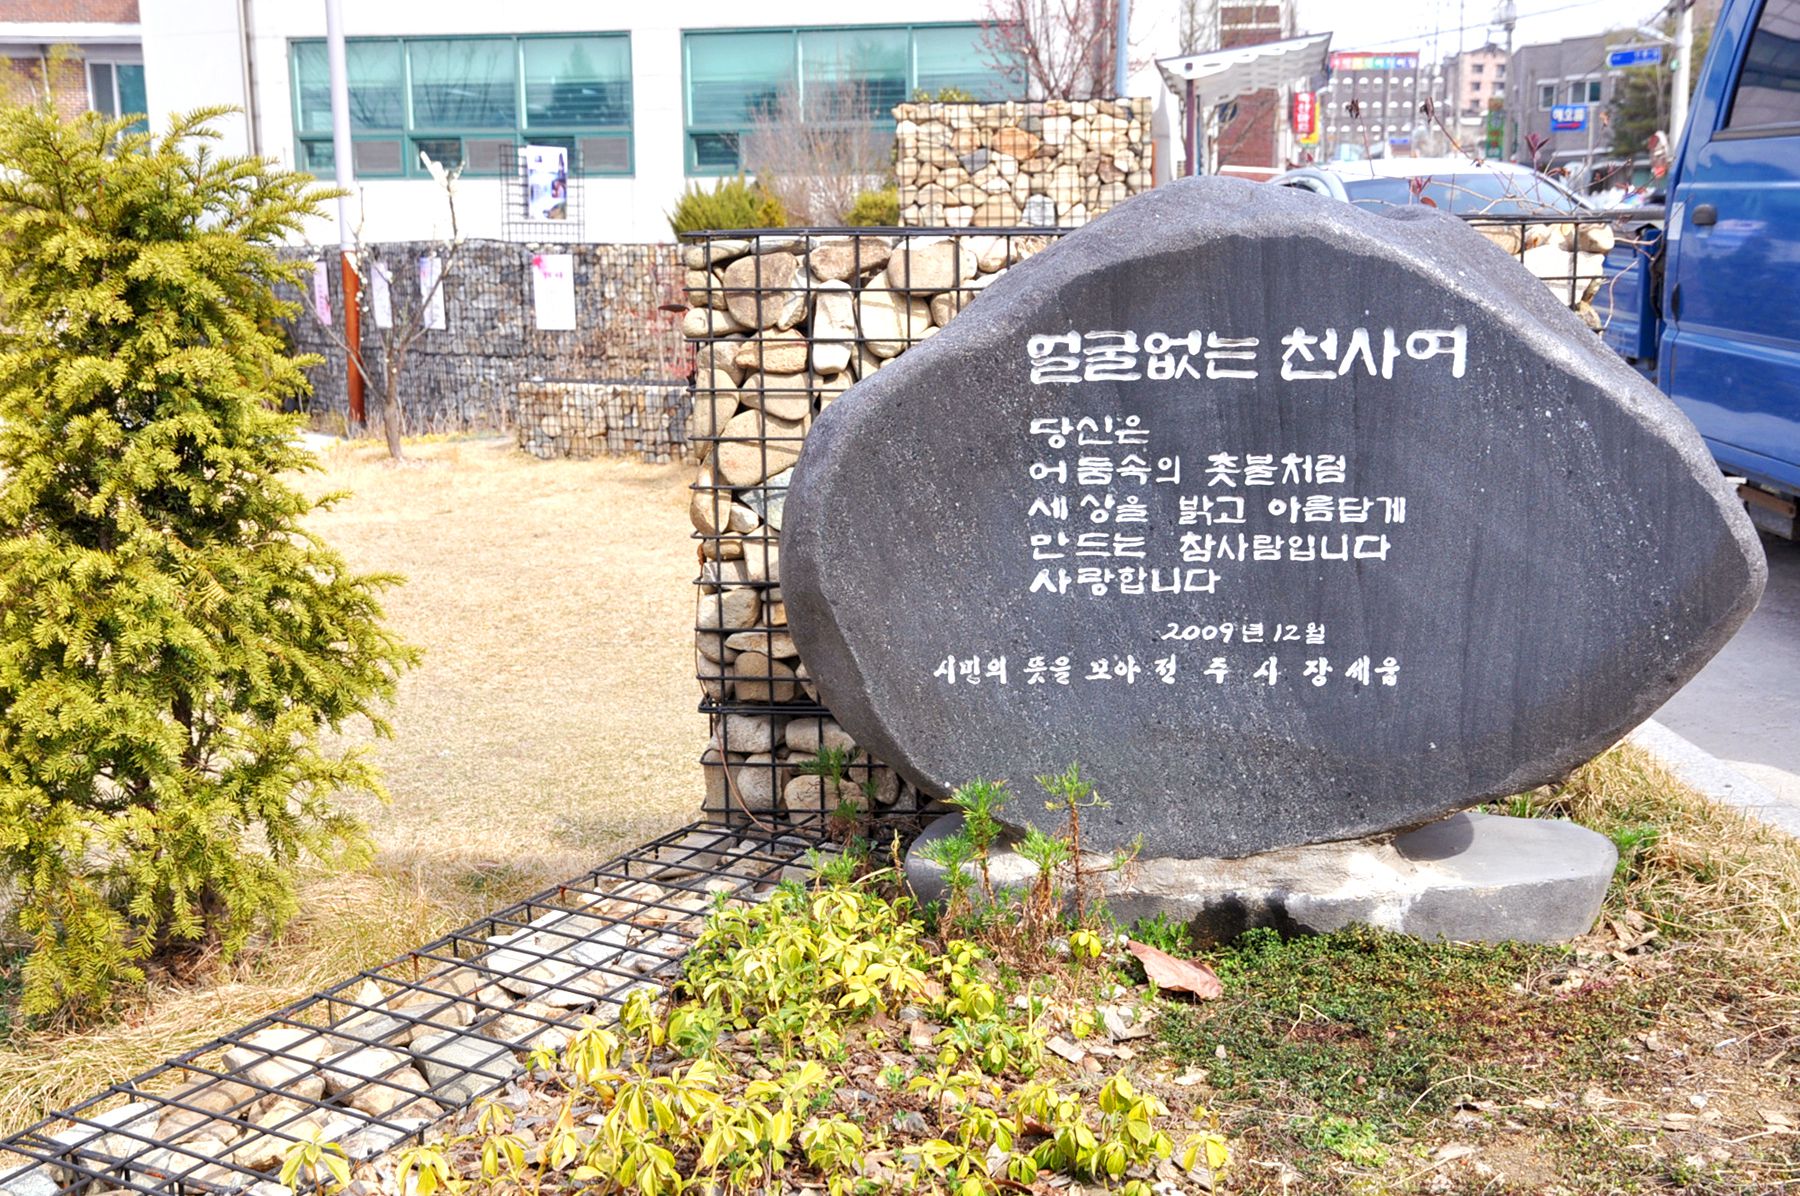 얼굴없는 천사여
당신은
어둠속의 촛불처럼
세상을 밝고 아름답게
만드는 참사람입니다
사랑합니다
2009년 12월
시민의 뜻을 모아 전 주 시 장 세움